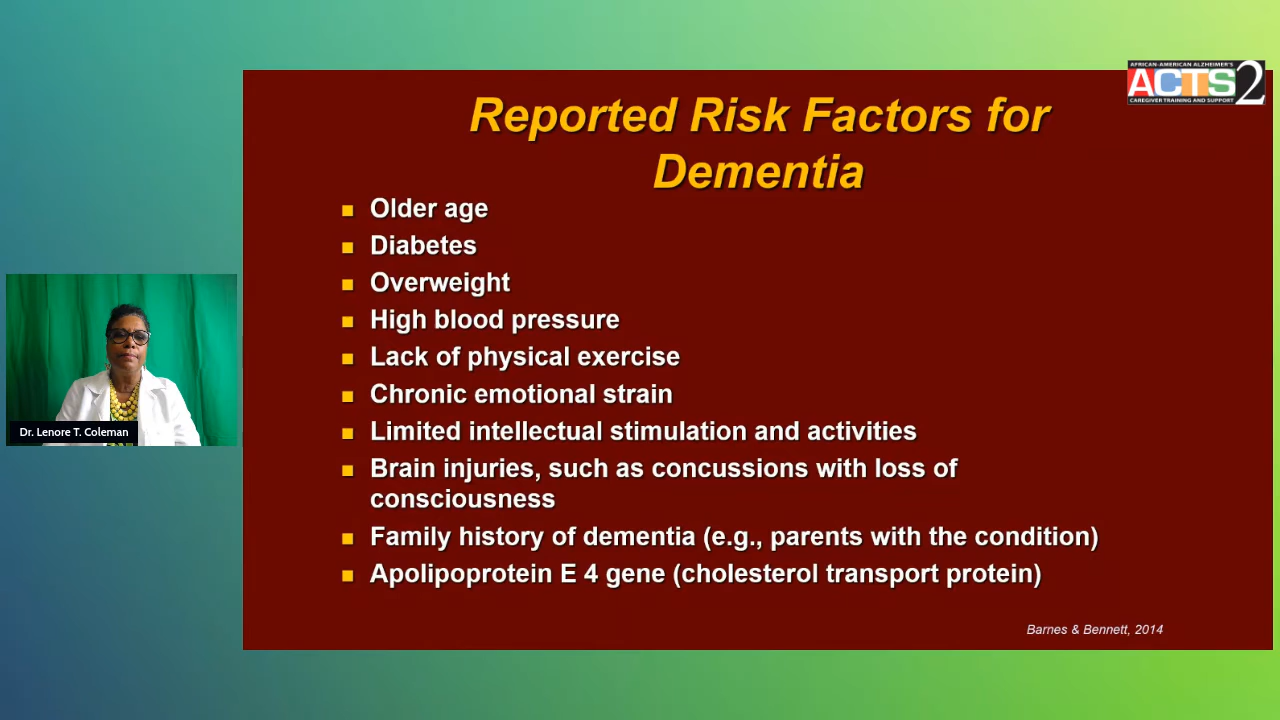 AFRICAN-AMERICAN ALZHEIMER'S
ACTS2
CAREGIVER TRAINING AND SUPPORT
Reported Risk Factors for
Dementia
Older age
Diabetes
Overweight
High blood pressure
Lack of physical exercise
Chronic emotional strain
Limited intellectual stimulation and activities
Brain injuries, such as concussions with loss of
consciousness
Family history of dementia (e.g., parents with the condition)
Apolipoprotein E 4 gene (cholesterol transport protein)
Barnes & Bennett, 2014
Dr. Lenore T. Coleman